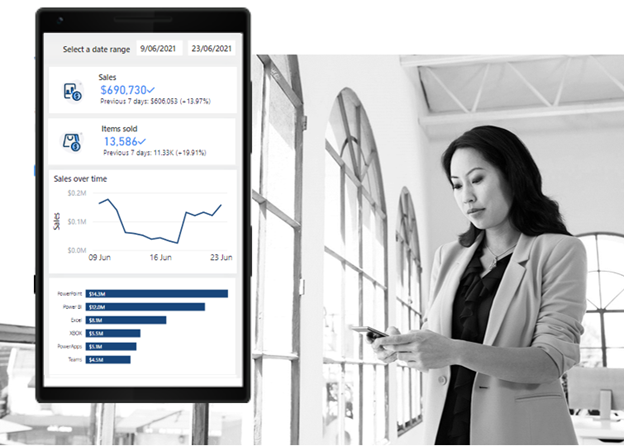 Select a date range 9/06/2021 23/06/2021
Sales
$690,730
Previous 7 days: $606.053 (+13.97%)
Items sold
13,586
Previous 7 days: 11.33K (+19.91%)
Sales over time
$0.2M
$0.1M
$0.0M
Sales
09 Jun 16 Jun 23 Jun
PowerPoint $14.3M
Power BI $12.0M
Excel $8.1M
XBOX $5.5M
PowerApps $5.1M
Teams $4.5M